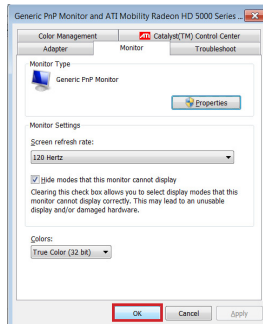 Generic PnP Monitor and ATI Mobility Radeon HD 5000 Series ...
Color Management
ATI Catalyst(TM) Control Center
Adapter
Monitor
Troubleshoot
Monitor Type
Generic PnP Monitor
Properties
Monitor Settings
Screen refresh rate:
120 Hertz
Hide modes that this monitor cannot display
Clearing this check box allows you to select display modes that this
monitor cannot display correctly. This may lead to an unusable
display and/or damaged hardware.
Colors:
True Color (32 bit)
OK
Cancel
Apply